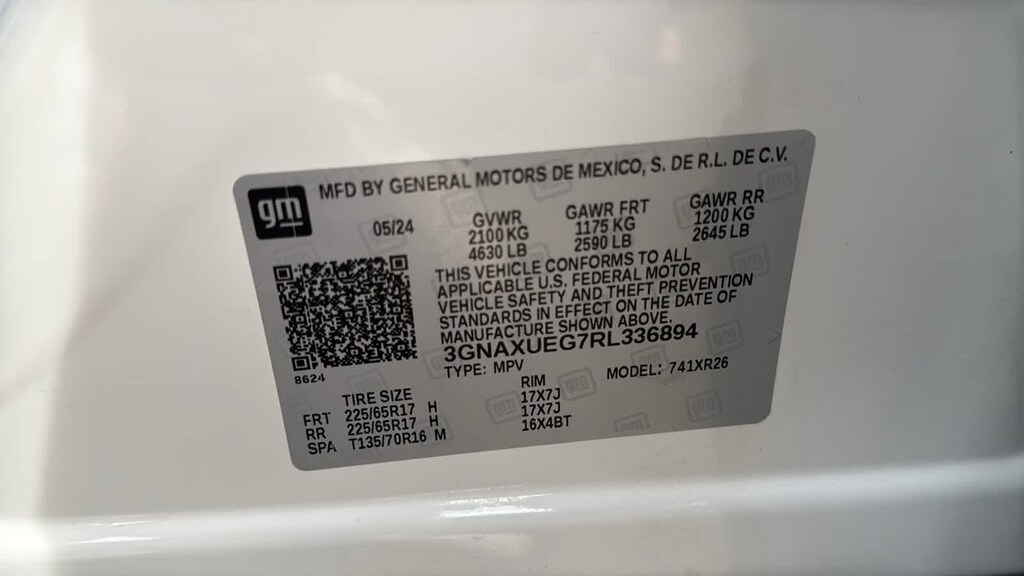 gm MFD BY GENERAL MOTORS DE MEXICO, S. DE R.L. DE C.V.
05/24 GVWR GAWR FRT GAWR RR
2100 KG 1175 KG 1200 KG
4630 LB 2590 LB 2645 LB
THIS VEHICLE CONFORMS TO ALL
APPLICABLE U.S. FEDERAL MOTOR
VEHICLE SAFETY AND THEFT PREVENTION
STANDARDS IN EFFECT ON THE DATE OF
MANUFACTURE SHOWN ABOVE.
3GNAXUEG7RL336894
8624 TYPE: MPV MODEL: 741XR26
TIRE SIZE RIM
FRT 225/65R17 H 17X7J
RR 225/65R17 H 17X7J
SPA T135/70R16 M 16X4BT